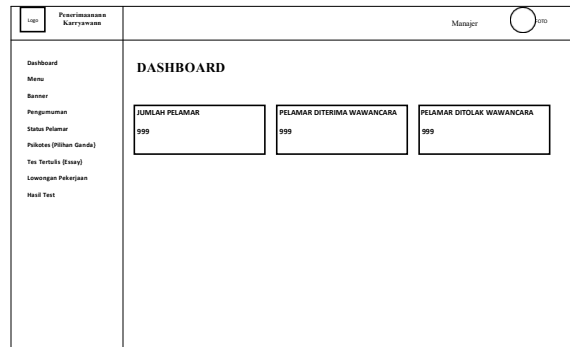 Logo
Penerimaanann
Karryawann
Manajer
FOTO
Dashboard
Menu
Banner
Pengumuman
Status Pelamar
Psikotes (Pilihan Ganda)
Tes Tertulis (Essay)
Lowongan Pekerjaan
Hasil Test
DASHBOARD
JUMLAH PELAMAR
999
PELAMAR DITERIMA WAWANCARA
999
PELAMAR DITOLAK WAWANCARA
999